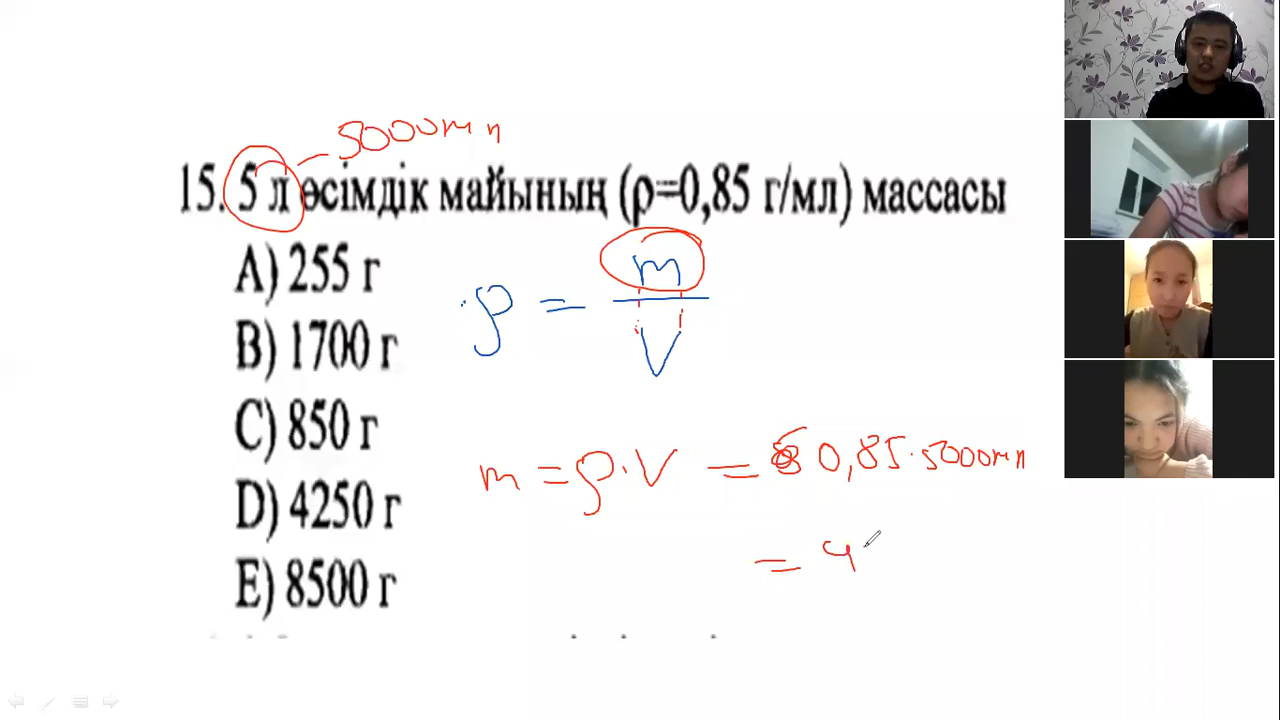 5000мл
15. 5 л өсімдік майының (ρ=0,85 г/мл) массасы
A) 255 г
B) 1700 г
C) 850 г
D) 4250 г
E) 8500 г
ρ = m
V
m = ρ · V = 0,85 · 5000мл
= 4